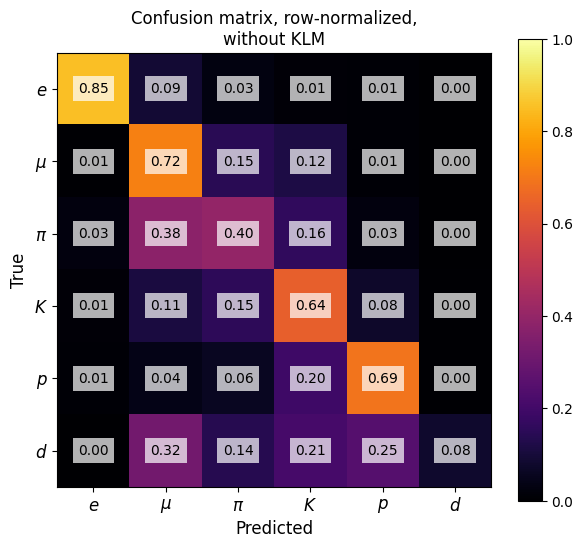 Confusion matrix, row-normalized,
without KLM
True
e 0.85 0.09 0.03 0.01 0.01 0.00
μ 0.01 0.72 0.15 0.12 0.01 0.00
π 0.03 0.38 0.40 0.16 0.03 0.00
K 0.01 0.11 0.15 0.64 0.08 0.00
p 0.01 0.04 0.06 0.20 0.69 0.00
d 0.00 0.32 0.14 0.21 0.25 0.08
e μ π K p d
Predicted
1.0
0.8
0.6
0.4
0.2
0.0